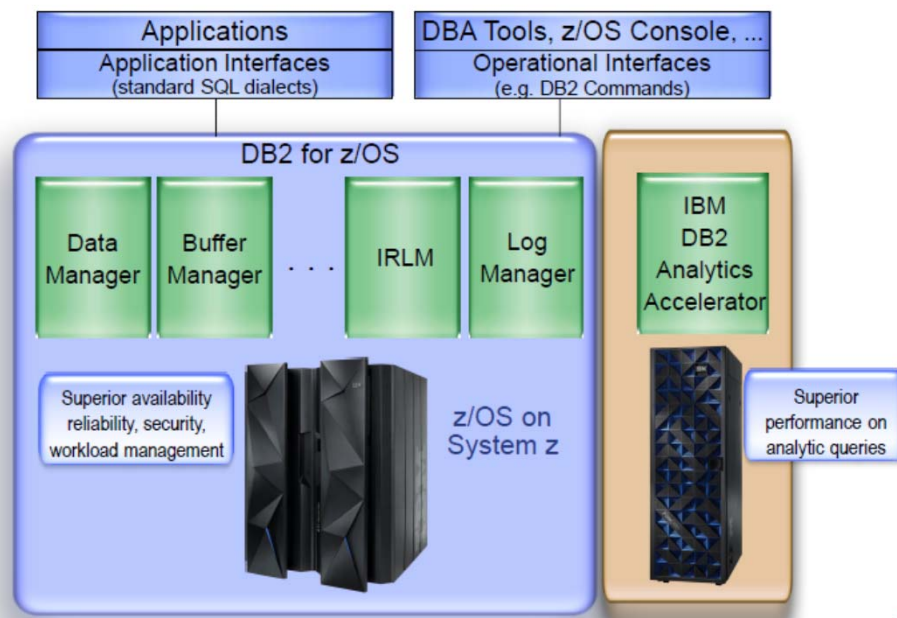 Applications
Application Interfaces
(standard SQL dialects)
DBA Tools, z/OS Console, ...
Operational Interfaces
(e.g. DB2 Commands)
DB2 for z/OS
Data
Manager
Buffer
Manager
. . .
IRLM
Log
Manager
IBM
DB2
Analytics
Accelerator
Superior availability
reliability, security,
workload management
z/OS on
System z
Superior
performance on
analytic queries